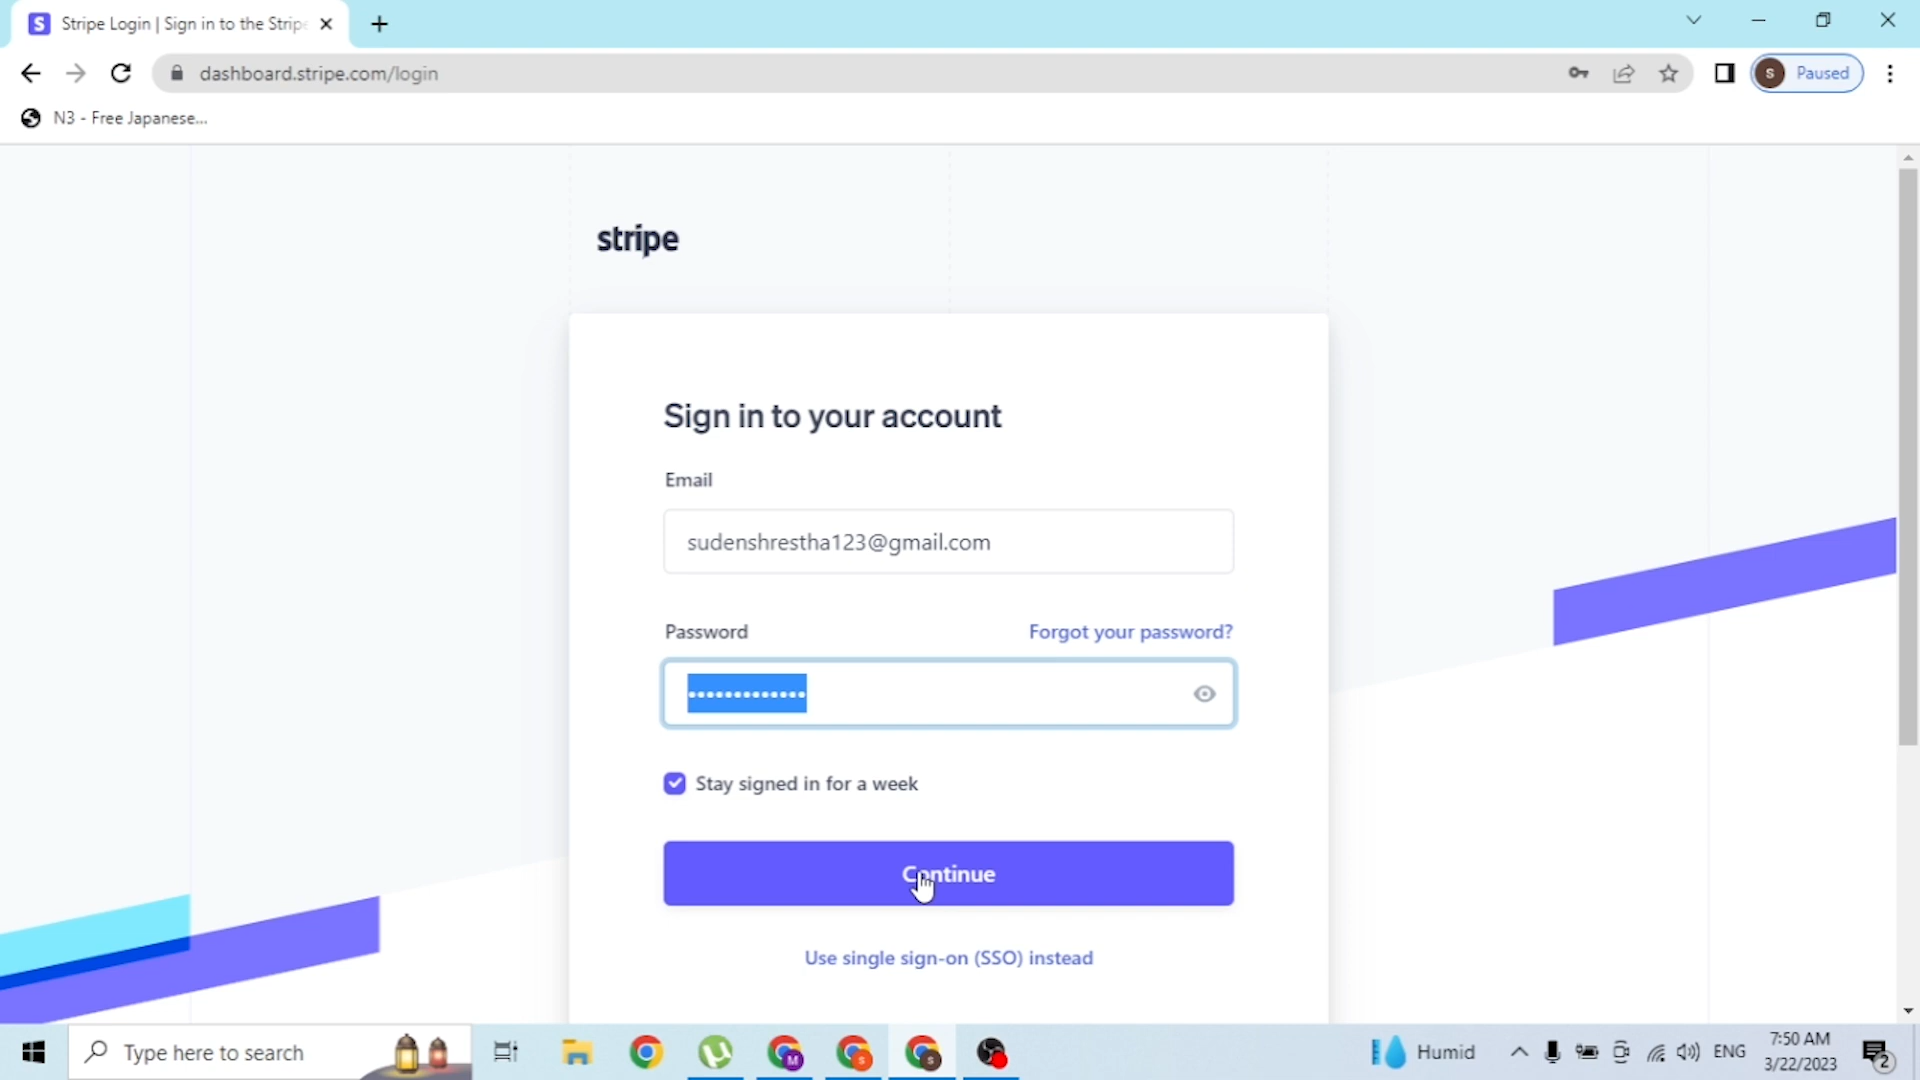 S Stripe Login | Sign in to the Stripe
dashboard.stripe.com/login
s Paused
N3 - Free Japanese...
stripe
Sign in to your account
Email
sudenshrestha123@gmail.com
Password Forgot your password?
•••••••••••••
Stay signed in for a week
Continue
Use single sign-on (SSO) instead
Type here to search
M
S
S
Humid
ENG
7:50 AM
3/22/2023
2